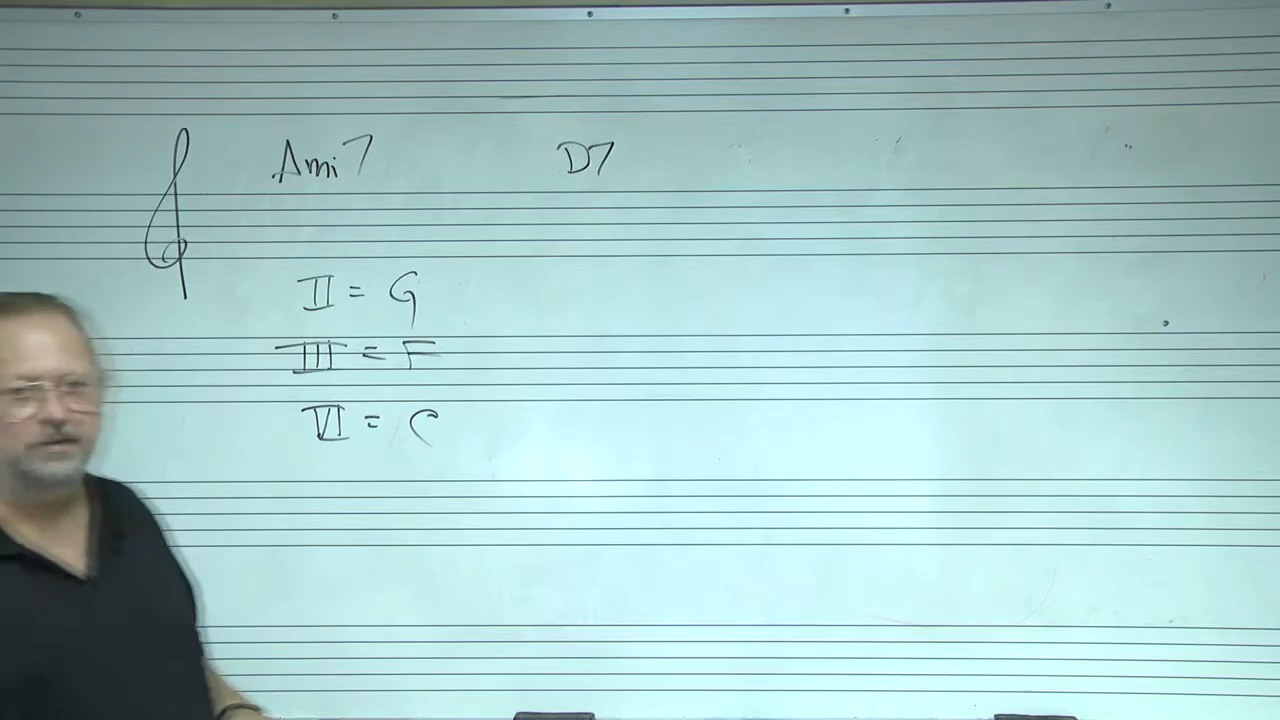 Ami7 D7
II = G
III = F
VI = C